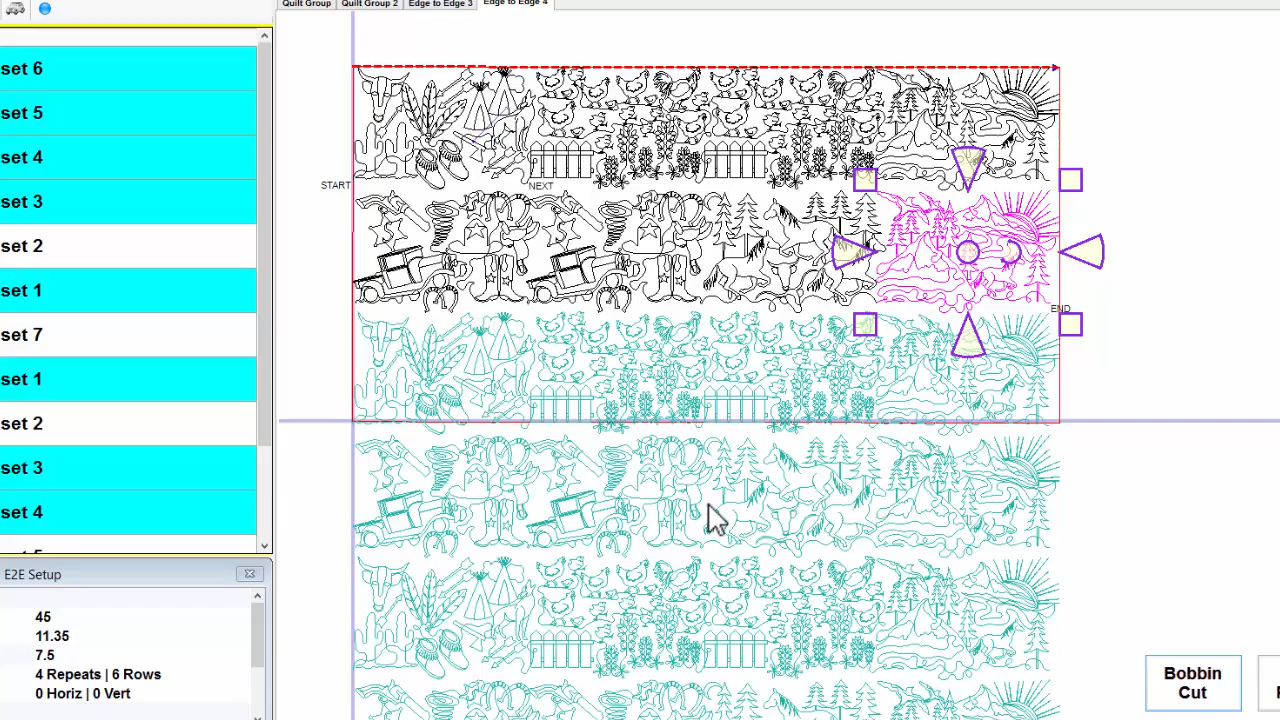 Quilt Group
Quilt Group 2
Edge to Edge 3
Edge to Edge 4
set 6
set 5
set 4
set 3
set 2
set 1
set 7
set 1
set 2
set 3
set 4
E2E Setup
45
11.35
7.5
4 Repeats | 6 Rows
0 Horiz | 0 Vert
START
NEXT
END
Bobbin
Cut